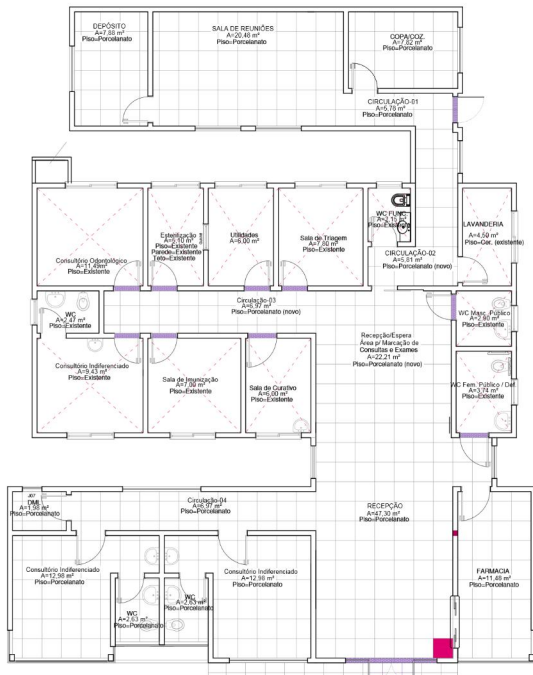 DEPÓSITO
A=7,88 m²
Piso=Porcelanato
SALA DE REUNIÕES
A=20,48 m²
Piso=Porcelanato
COPA/COZ.
A=7,82 m²
Piso=Porcelanato
CIRCULAÇÃO-01
A=5,78 m²
Piso=Porcelanato
Consultório Odontológico
A=11,49m²
Piso=Existente
Esterilização
A=5,10 m²
Piso=Existente
Parede=Existente
Teto=Existente
Utilidades
A=6,00 m²
Sala de Triagem
A=7,80 m²
Piso=Existente
WC FUNC.
A=2,15 m²
Piso=Existente
LAVANDERIA
A=4,50 m²
Piso=Cer. (existente)
CIRCULAÇÃO-02
A=5,81 m²
Piso=Porcelanato (novo)
WC
A=2,47 m²
Piso=Existente
Circulação-03
A=6,97 m²
Piso=Porcelanato (novo)
Recepção/Espera
Área p/ Marcação de
Consultas e Exames
A=22,21 m²
Piso=Porcelanato (novo)
WC Masc. Público
A=2,90 m²
Piso=Existente
Consultório Indiferenciado
A=9,43 m²
Piso=Existente
Sala de Imunização
A=7,00 m²
Piso=Existente
Sala de Curativo
A=6,00 m²
Piso=Existente
WC Fem. Público / Def.
A=3,74 m²
Piso=Existente
DML
A=1,98 m²
Piso=Porcelanato
Circulação-04
A=6,97 m²
Piso=Porcelanato
RECEPÇÃO
A=47,30 m²
Piso=Porcelanato
Consultório Indiferenciado
A=12,98 m²
Piso=Porcelanato
Consultório Indiferenciado
A=12,98 m²
Piso=Porcelanato
FARMACIA
A=11,48 m²
Piso=Porcelanato
WC
A=2,63 m²
Piso=Porcelanato
WC
A=2,63 m²
Piso=Porcelanato